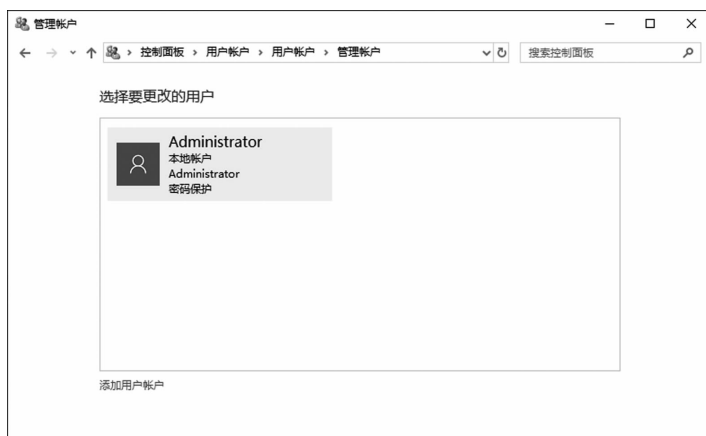 管理帐户
控制面板 › 用户帐户 › 用户帐户 › 管理帐户
搜索控制面板
选择要更改的用户
Administrator
本地帐户
Administrator
密码保护
添加用户帐户